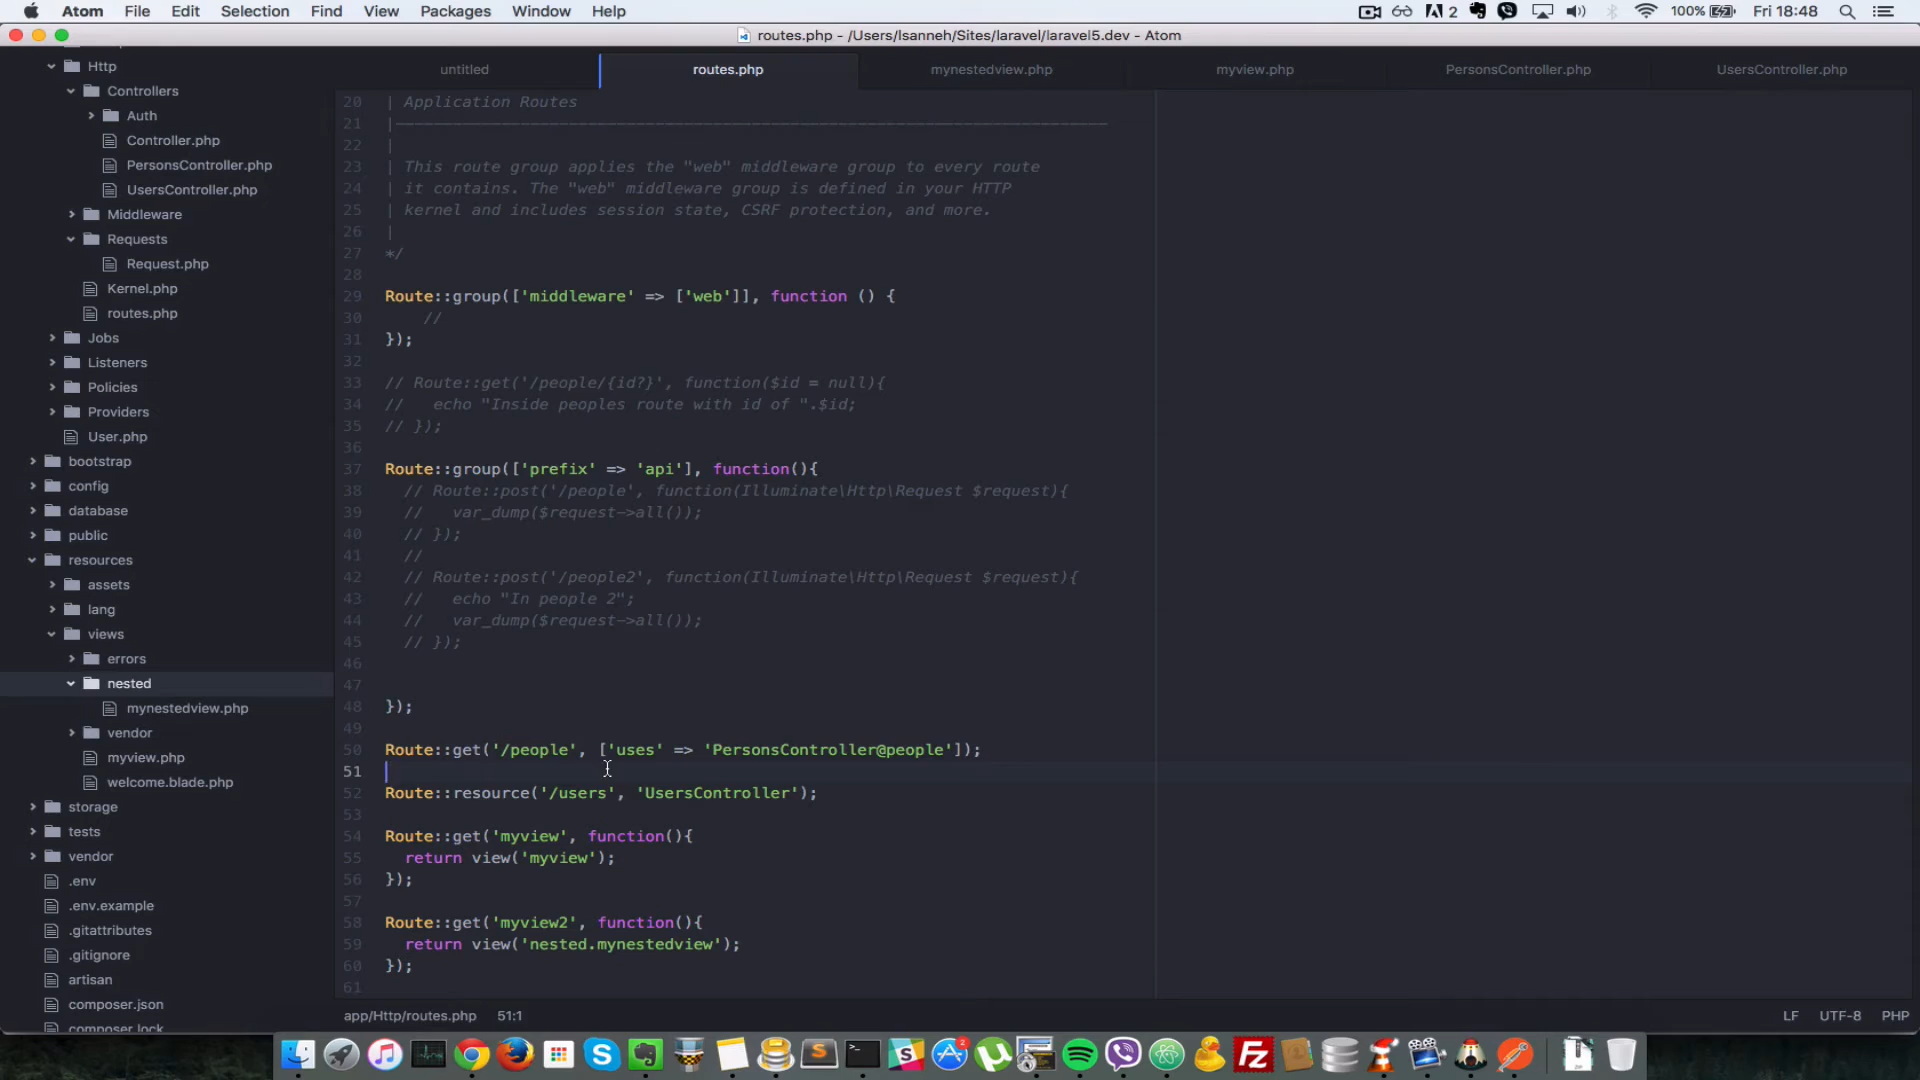 Atom File Edit Selection Find View Packages Window Help 2 100% Fri 18:48
routes.php - /Users/lsanneh/Sites/laravel/laravel5.dev - Atom
untitled routes.php mynestedview.php myview.php PersonsController.php UsersController.php
Http
Controllers
Auth
Controller.php
PersonsController.php
UsersController.php
Middleware
Requests
Request.php
Kernel.php
routes.php
Jobs
Listeners
Policies
Providers
User.php
bootstrap
config
database
public
resources
assets
lang
views
errors
nested
mynestedview.php
vendor
myview.php
welcome.blade.php
storage
tests
vendor
.env
.env.example
.gitattributes
.gitignore
artisan
composer.json
composer.lock
20 | Application Routes
21 |--------------------------------------------------------------------------
22 |
23 | This route group applies the "web" middleware group to every route
24 | it contains. The "web" middleware group is defined in your HTTP
25 | kernel and includes session state, CSRF protection, and more.
26 |
27 */
28
29 Route::group(['middleware' => ['web']], function () {
30     //
31 });
32
33 // Route::get('/people/{id?}', function($id = null){
34 //   echo "Inside peoples route with id of ".$id;
35 // });
36
37 Route::group(['prefix' => 'api'], function(){
38   // Route::post('/people', function(Illuminate\Http\Request $request){
39   //   var_dump($request->all());
40   // });
41   //
42   // Route::post('/people2', function(Illuminate\Http\Request $request){
43   //   echo "In people 2";
44   //   var_dump($request->all());
45   // });
46
47
48 });
49
50 Route::get('/people', ['uses' => 'PersonsController@people']);
51
52 Route::resource('/users', 'UsersController');
53
54 Route::get('myview', function(){
55   return view('myview');
56 });
57
58 Route::get('myview2', function(){
59   return view('nested.mynestedview');
60 });
61
app/Http/routes.php 51:1 LF UTF-8 PHP
2